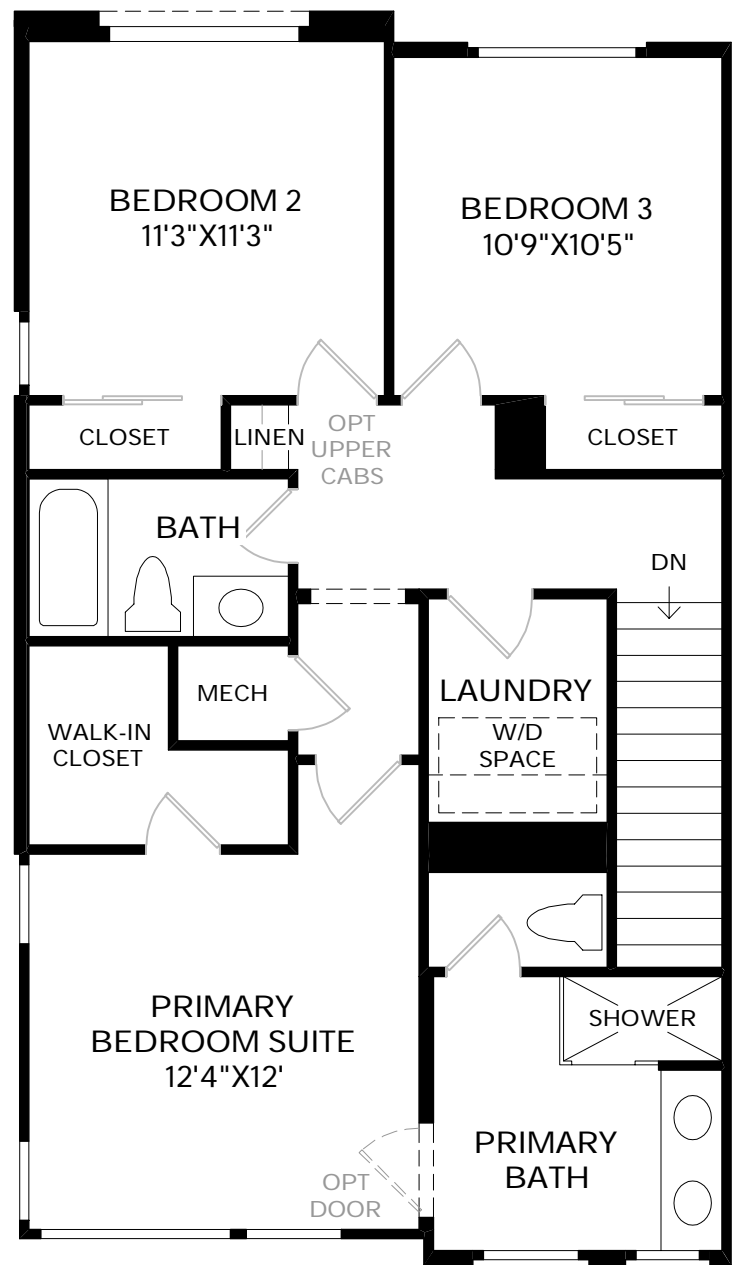 BEDROOM 2
11'3"X11'3"
BEDROOM 3
10'9"X10'5"
CLOSET
LINEN
OPT
UPPER
CABS
CLOSET
BATH
DN
MECH
LAUNDRY
W/D
SPACE
WALK-IN
CLOSET
PRIMARY
BEDROOM SUITE
12'4"X12'
SHOWER
PRIMARY
BATH
OPT
DOOR